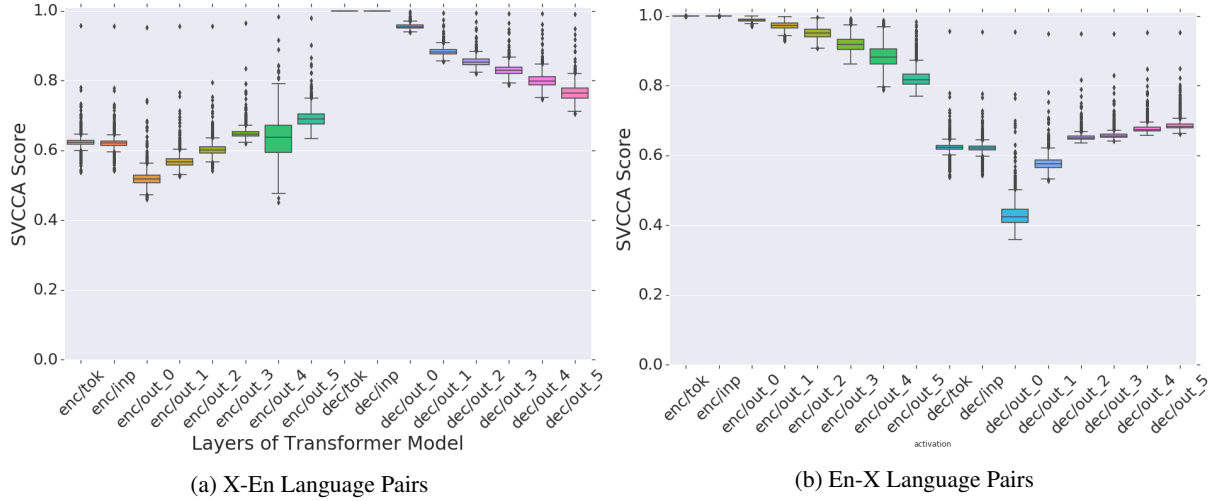 1.0
0.8
0.6
0.4
0.2
0.0
SVCCA Score
enc/tok
enc/inp
enc/out_0
enc/out_1
enc/out_2
enc/out_3
enc/out_4
enc/out_5
dec/tok
dec/inp
dec/out_0
dec/out_1
dec/out_2
dec/out_3
dec/out_4
dec/out_5
Layers of Transformer Model
(a) X-En Language Pairs
1.0
0.8
0.6
0.4
0.2
0.0
SVCCA Score
enc/tok
enc/inp
enc/out_0
enc/out_1
enc/out_2
enc/out_3
enc/out_4
enc/out_5
dec/tok
dec/inp
dec/out_0
dec/out_1
dec/out_2
dec/out_3
dec/out_4
dec/out_5
activation
(b) En-X Language Pairs